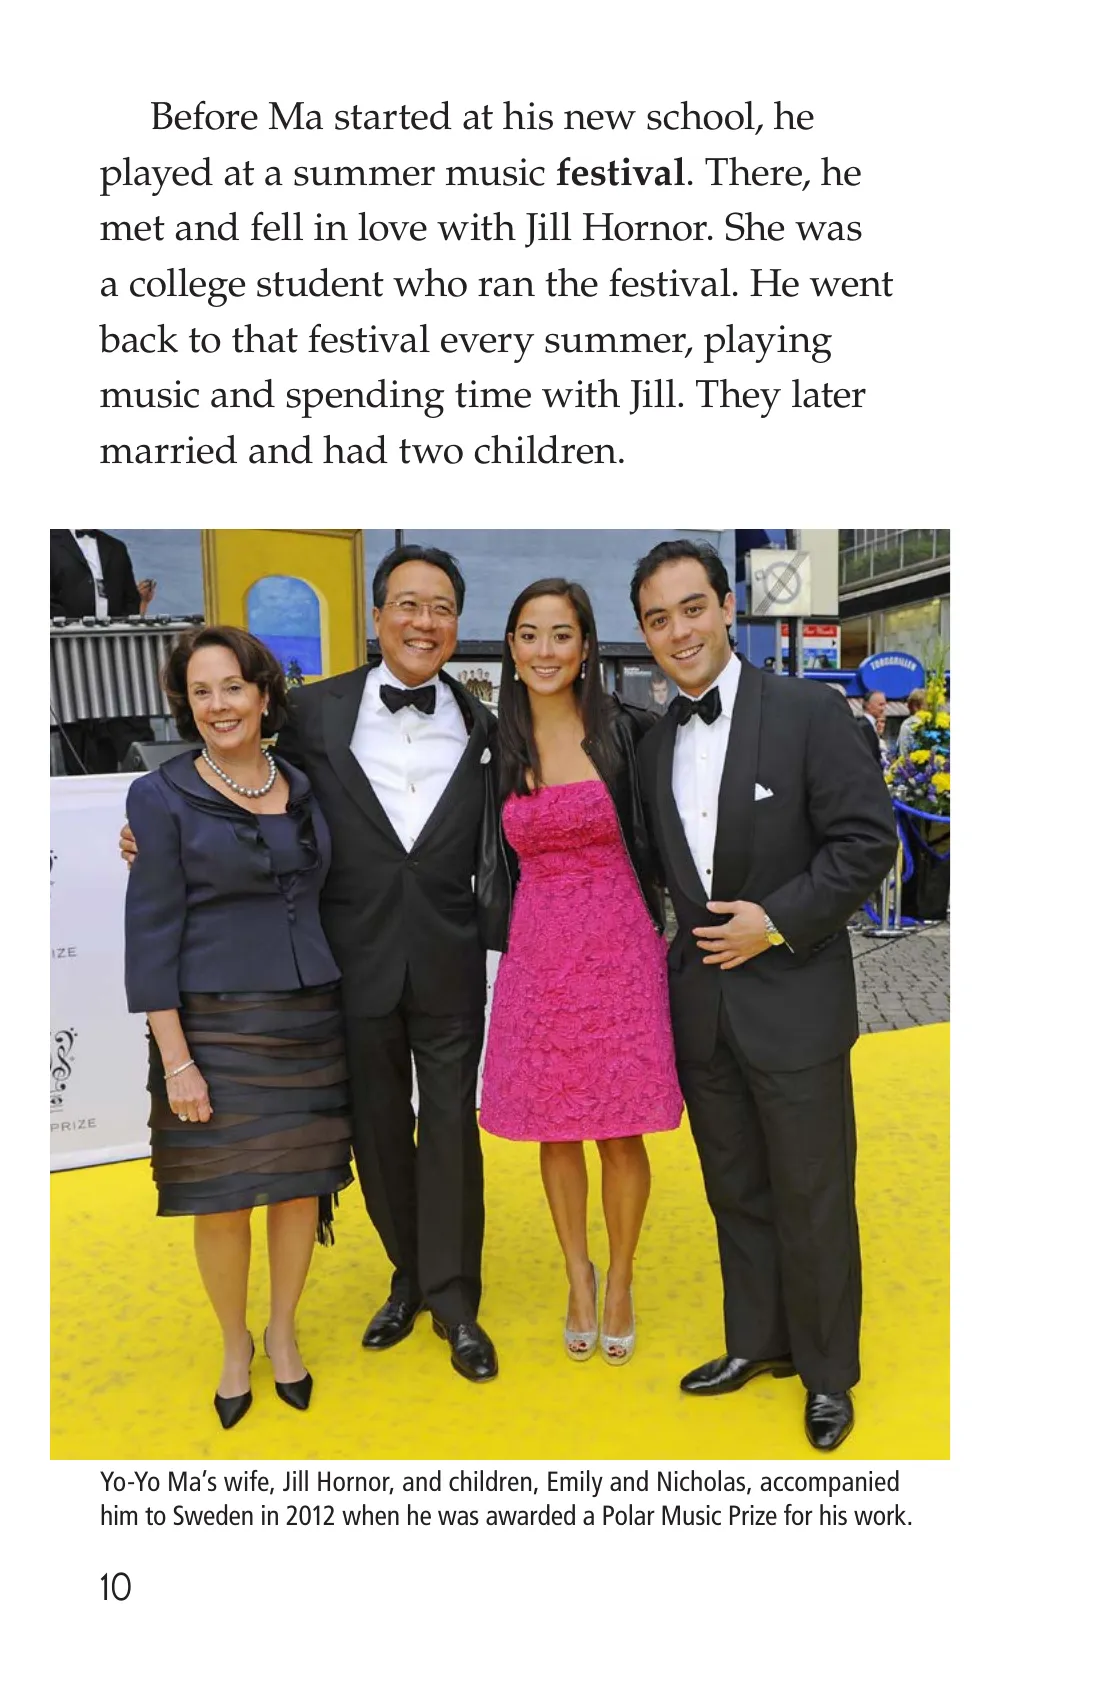 Before Ma started at his new school, he
played at a summer music festival. There, he
met and fell in love with Jill Hornor. She was
a college student who ran the festival. He went
back to that festival every summer, playing
music and spending time with Jill. They later
married and had two children.
TORGGRILLEN
IZE
PRIZE
Yo-Yo Ma’s wife, Jill Hornor, and children, Emily and Nicholas, accompanied
him to Sweden in 2012 when he was awarded a Polar Music Prize for his work.
10